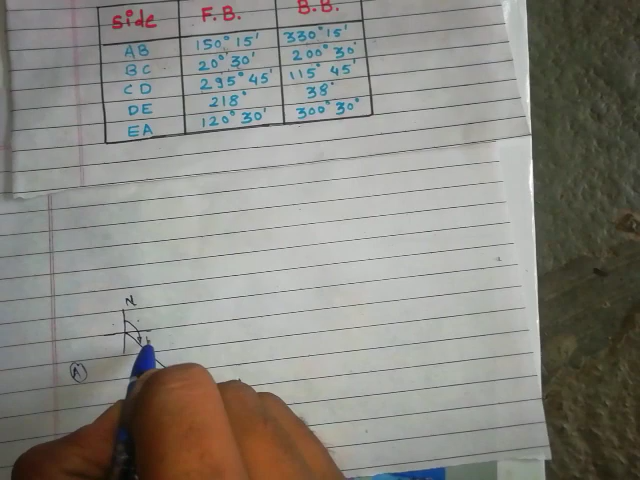 side F.B. B.B.
AB 150° 15' 330° 15'
BC 20° 30' 200° 30'
CD 295° 45' 115° 45'
DE 218° 38°
EA 120° 30' 300° 30'
N
A